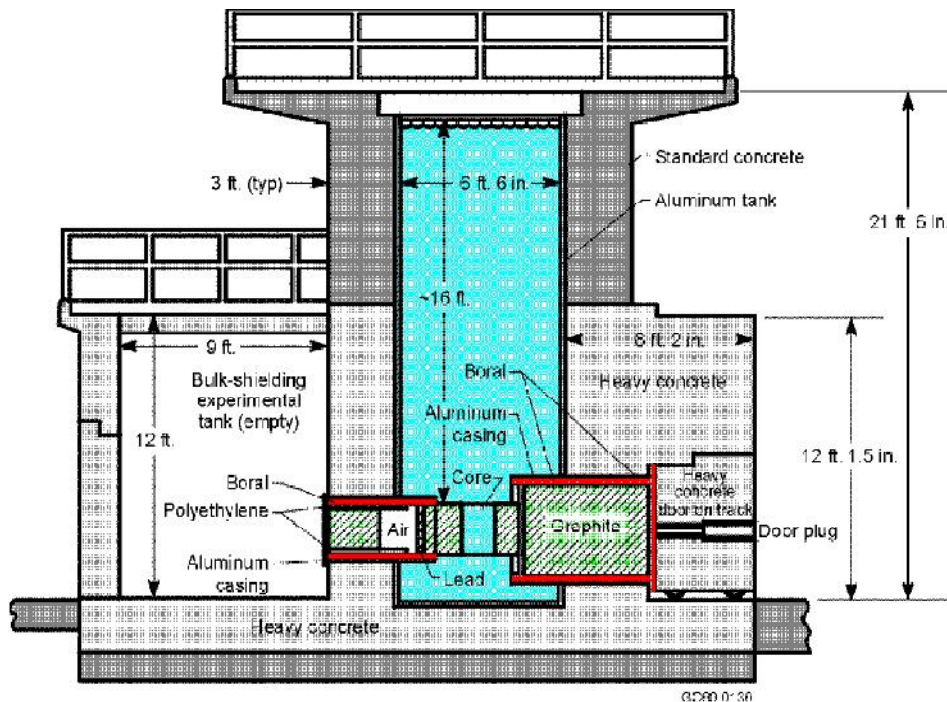 Standard concrete
3 ft. (typ)
6 ft. 6 in.
Aluminum tank
21 ft. 6 in.
~16 ft.
9 ft.
8 ft. 2 in.
Bulk-shielding
experimental
tank (empty)
Boral
Heavy concrete
Aluminum
casing
12 ft.
12 ft. 1.5 in.
Core
Heavy
concrete
door on track
Boral
Polyethylene
Air
Graphite
Door plug
Aluminum
casing
Lead
Heavy concrete